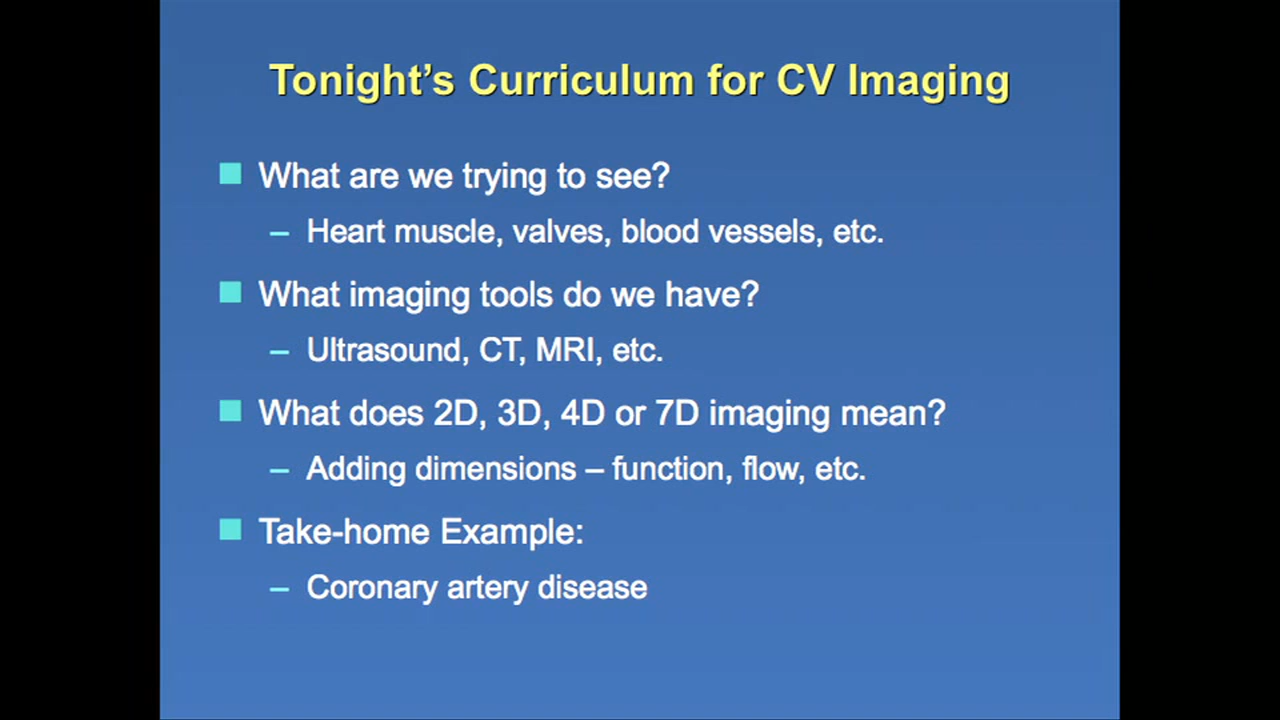 Tonight's Curriculum for CV Imaging
What are we trying to see?
– Heart muscle, valves, blood vessels, etc.
What imaging tools do we have?
– Ultrasound, CT, MRI, etc.
What does 2D, 3D, 4D or 7D imaging mean?
– Adding dimensions – function, flow, etc.
Take-home Example:
– Coronary artery disease